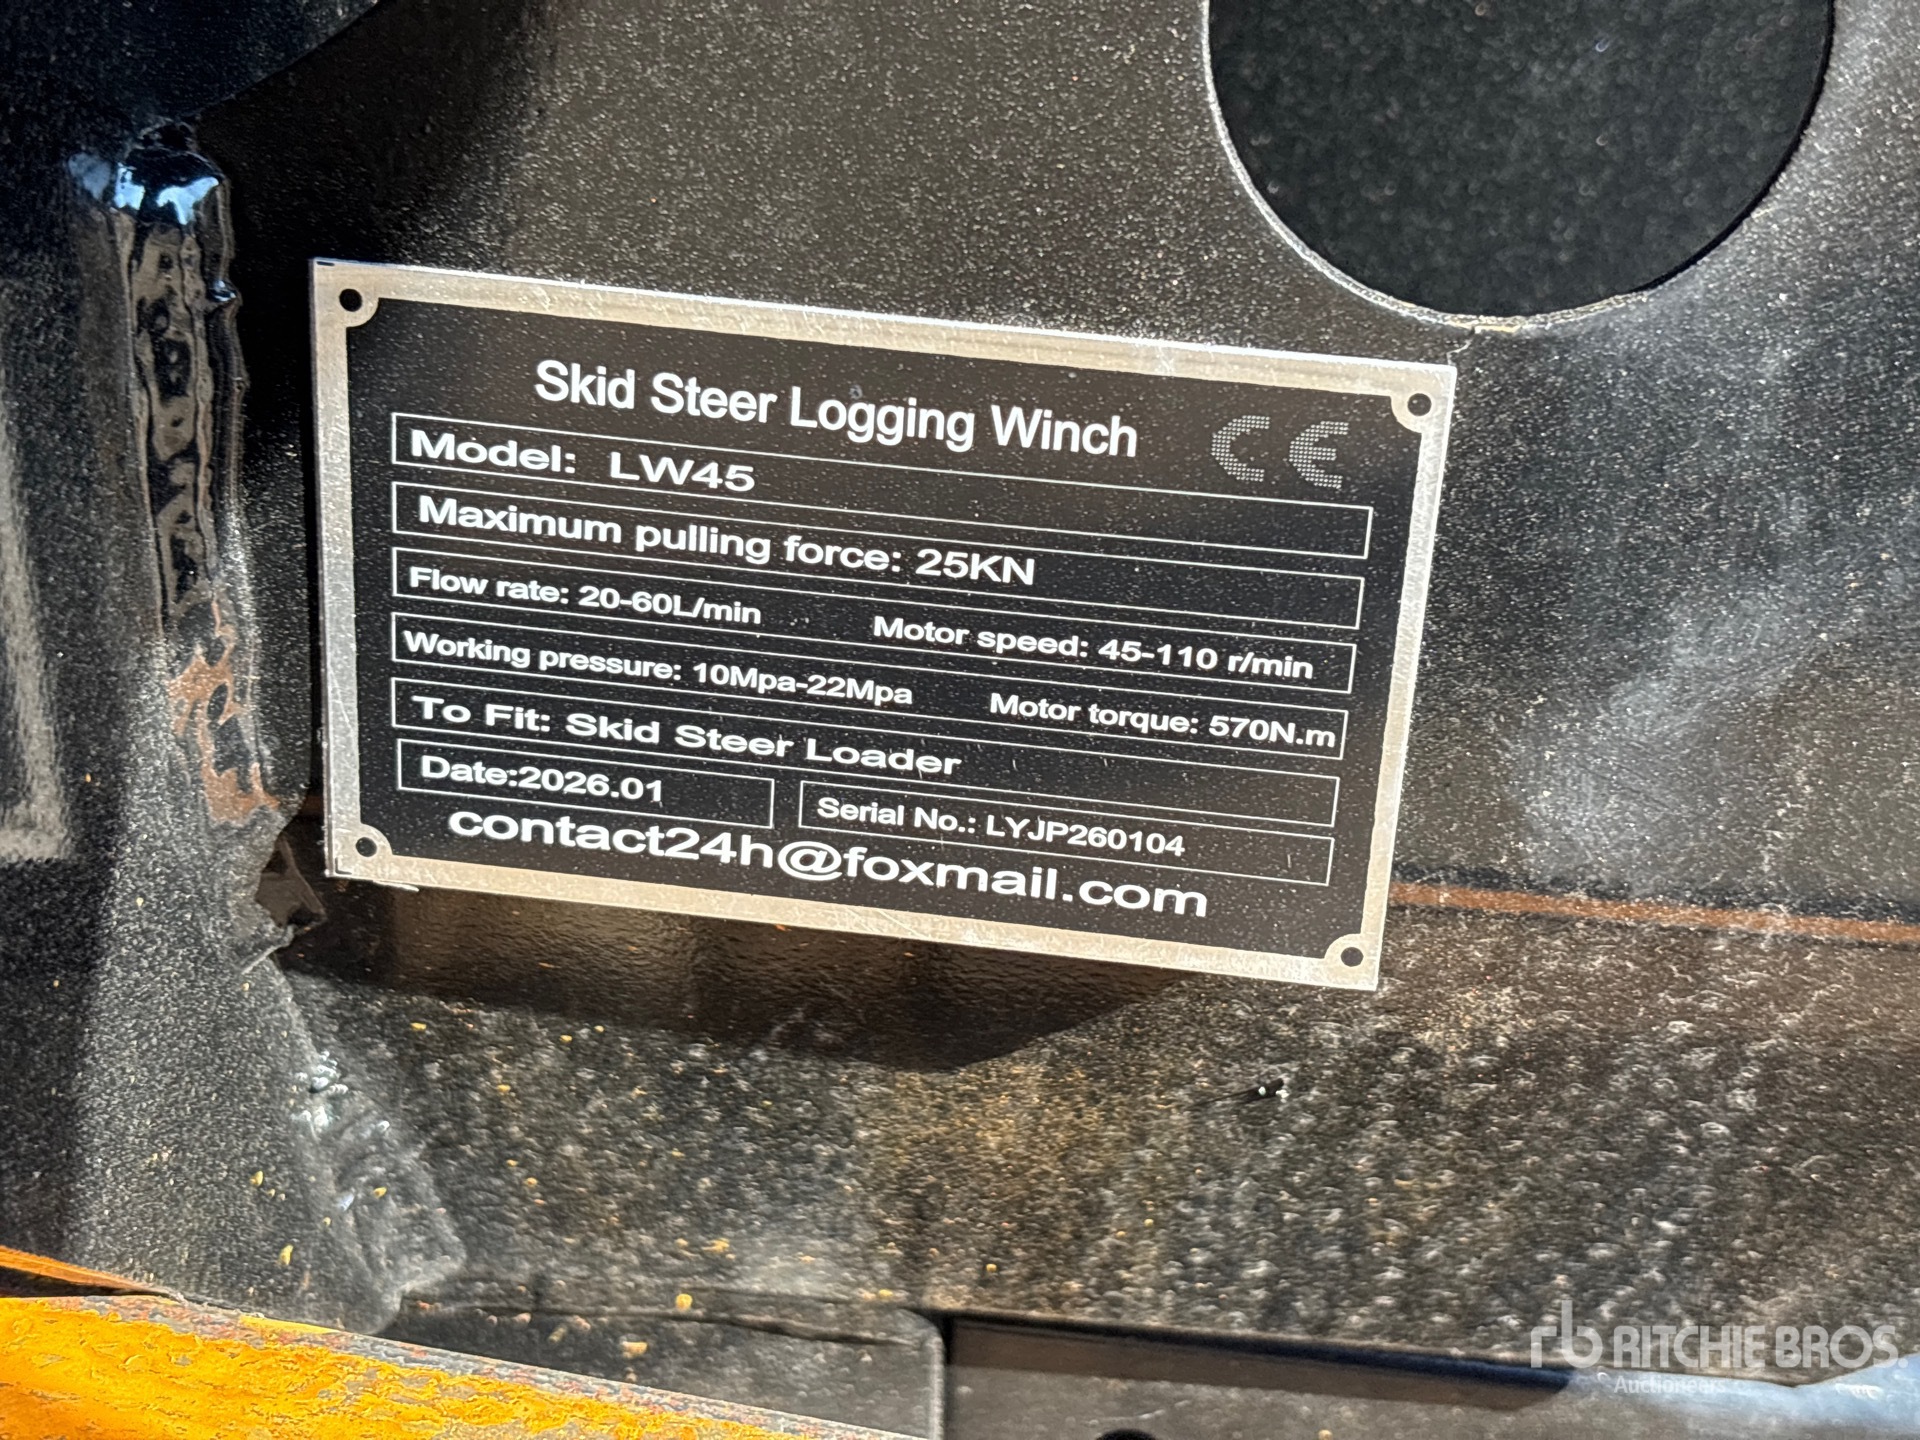 Skid Steer Logging Winch
CE
Model: LW45
Maximum pulling force: 25KN
Flow rate: 20-60L/min Motor speed: 45-110 r/min
Working pressure: 10Mpa-22Mpa Motor torque: 570N.m
To Fit: Skid Steer Loader
Date:2026.01 Serial No.: LYJP260104
contact24h@foxmail.com
rb RITCHIE BROS.
Auctioneers